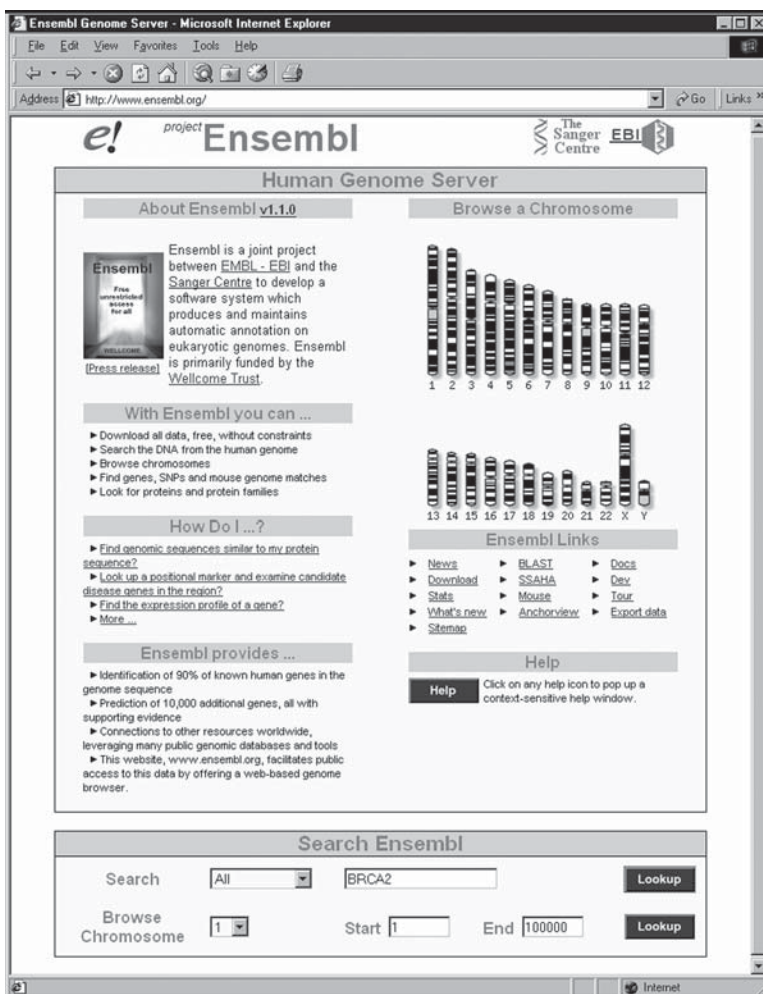 Ensembl Genome Server - Microsoft Internet Explorer
File Edit View Favorites Tools Help
Address http://www.ensembl.org/ Go Links »
e! project Ensembl
The Sanger Centre
EBI
Human Genome Server
About Ensembl v1.1.0
Ensembl
Free
unrestricted
access
for all
WELLCOME
[Press release]
Ensembl is a joint project
between EMBL - EBI and the
Sanger Centre to develop a
software system which
produces and maintains
automatic annotation on
eukaryotic genomes. Ensembl
is primarily funded by the
Wellcome Trust.
With Ensembl you can ...
Download all data, free, without constraints
Search the DNA from the human genome
Browse chromosomes
Find genes, SNPs and mouse genome matches
Look for proteins and protein families
How Do I ...?
Find genomic sequences similar to my protein
sequence?
Look up a positional marker and examine candidate
disease genes in the region?
Find the expression profile of a gene?
More ...
Ensembl provides ...
Identification of 90% of known human genes in the
genome sequence
Prediction of 10,000 additional genes, all with
supporting evidence
Connections to other resources worldwide,
leveraging many public genomic databases and tools
This website, www.ensembl.org, facilitates public
access to this data by offering a web-based genome
browser.
Browse a Chromosome
1 2 3 4 5 6 7 8 9 10 11 12
13 14 15 16 17 18 19 20 21 22 X Y
Ensembl Links
News BLAST Docs
Download SSAHA Dev
Stats Mouse Tour
What's new Anchorview Export data
Sitemap
Help
Help Click on any help icon to pop up a
context-sensitive help window.
Search Ensembl
Search All BRCA2 Lookup
Browse
Chromosome 1 Start 1 End 100000 Lookup
Internet